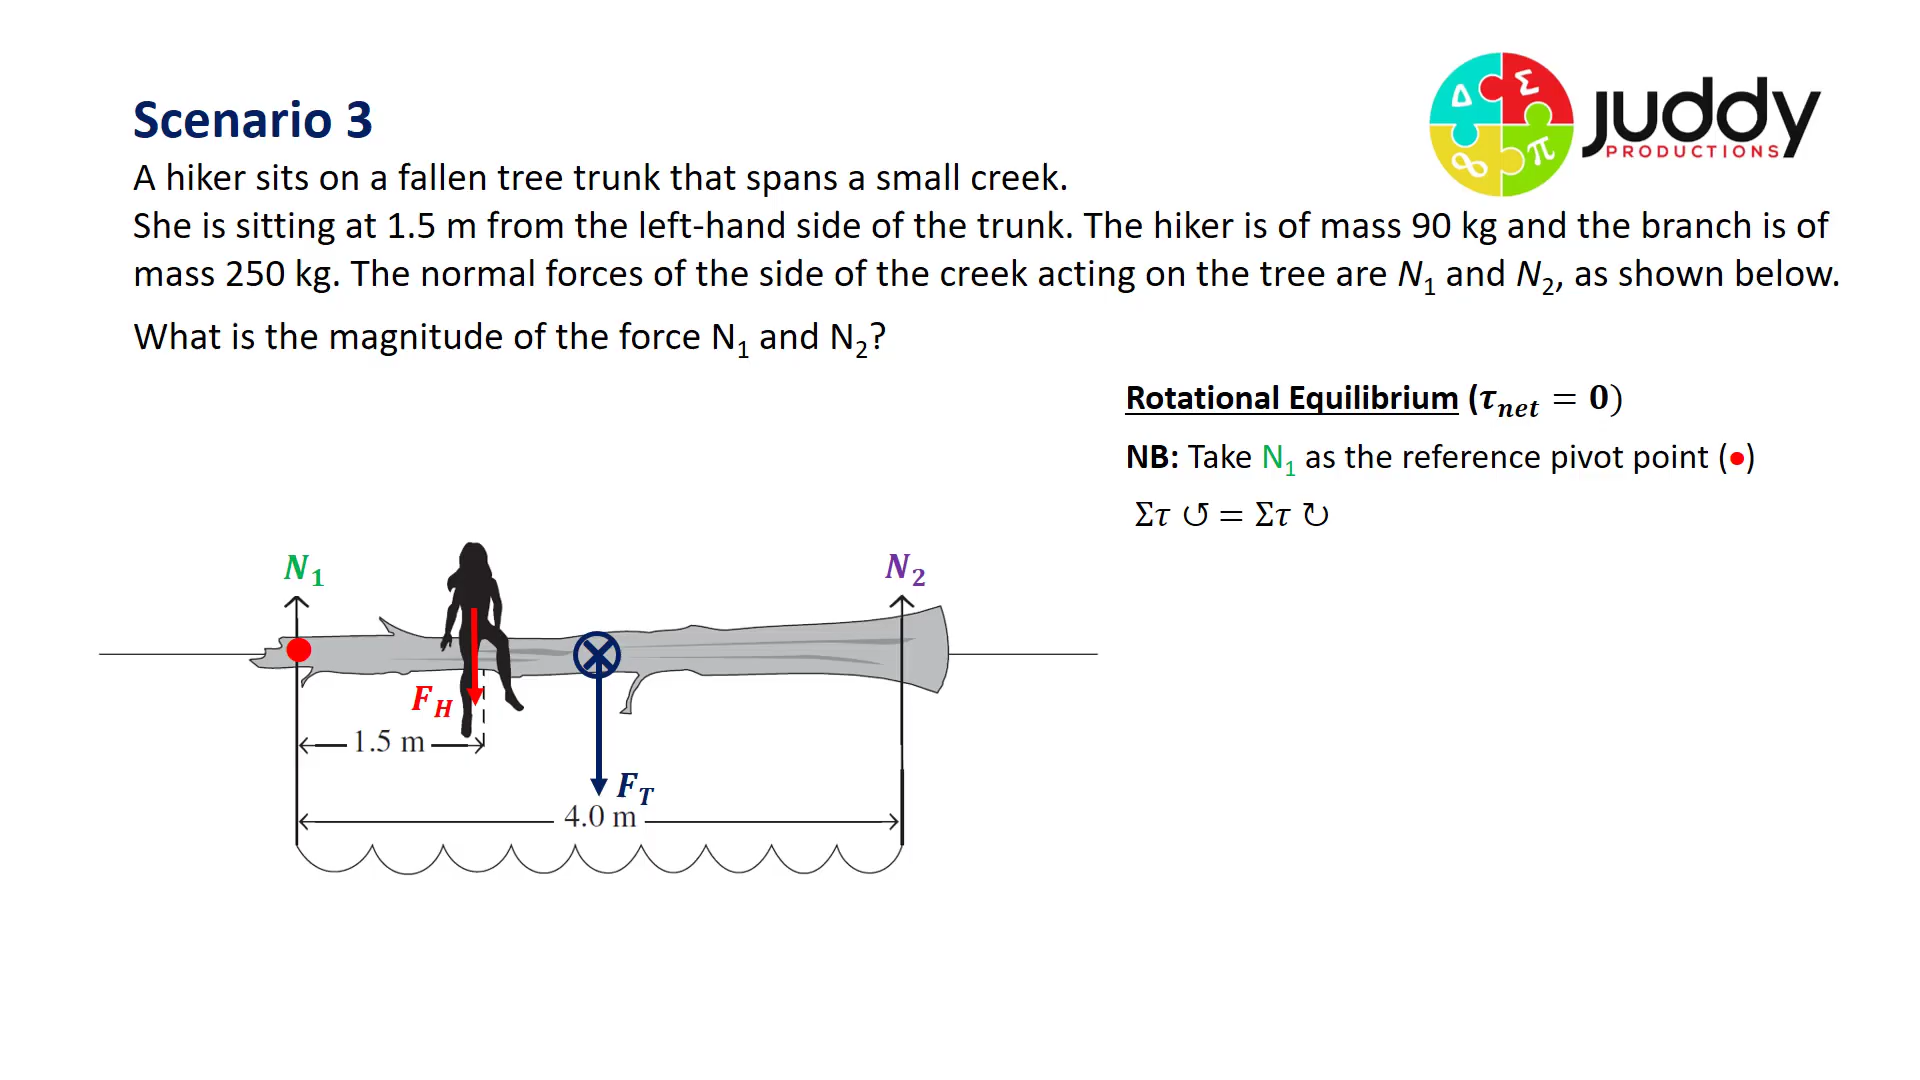 Δ Σ ∞ π
Juddy
PRODUCTIONS
Scenario 3
A hiker sits on a fallen tree trunk that spans a small creek.
She is sitting at 1.5 m from the left-hand side of the trunk. The hiker is of mass 90 kg and the branch is of
mass 250 kg. The normal forces of the side of the creek acting on the tree are N₁ and N₂, as shown below.
What is the magnitude of the force N₁ and N₂?
Rotational Equilibrium (τₙₑₜ = 0)
NB: Take N₁ as the reference pivot point (●)
Στ ↺ = Στ ↻
N₁
N₂
F_H
1.5 m
F_T
4.0 m